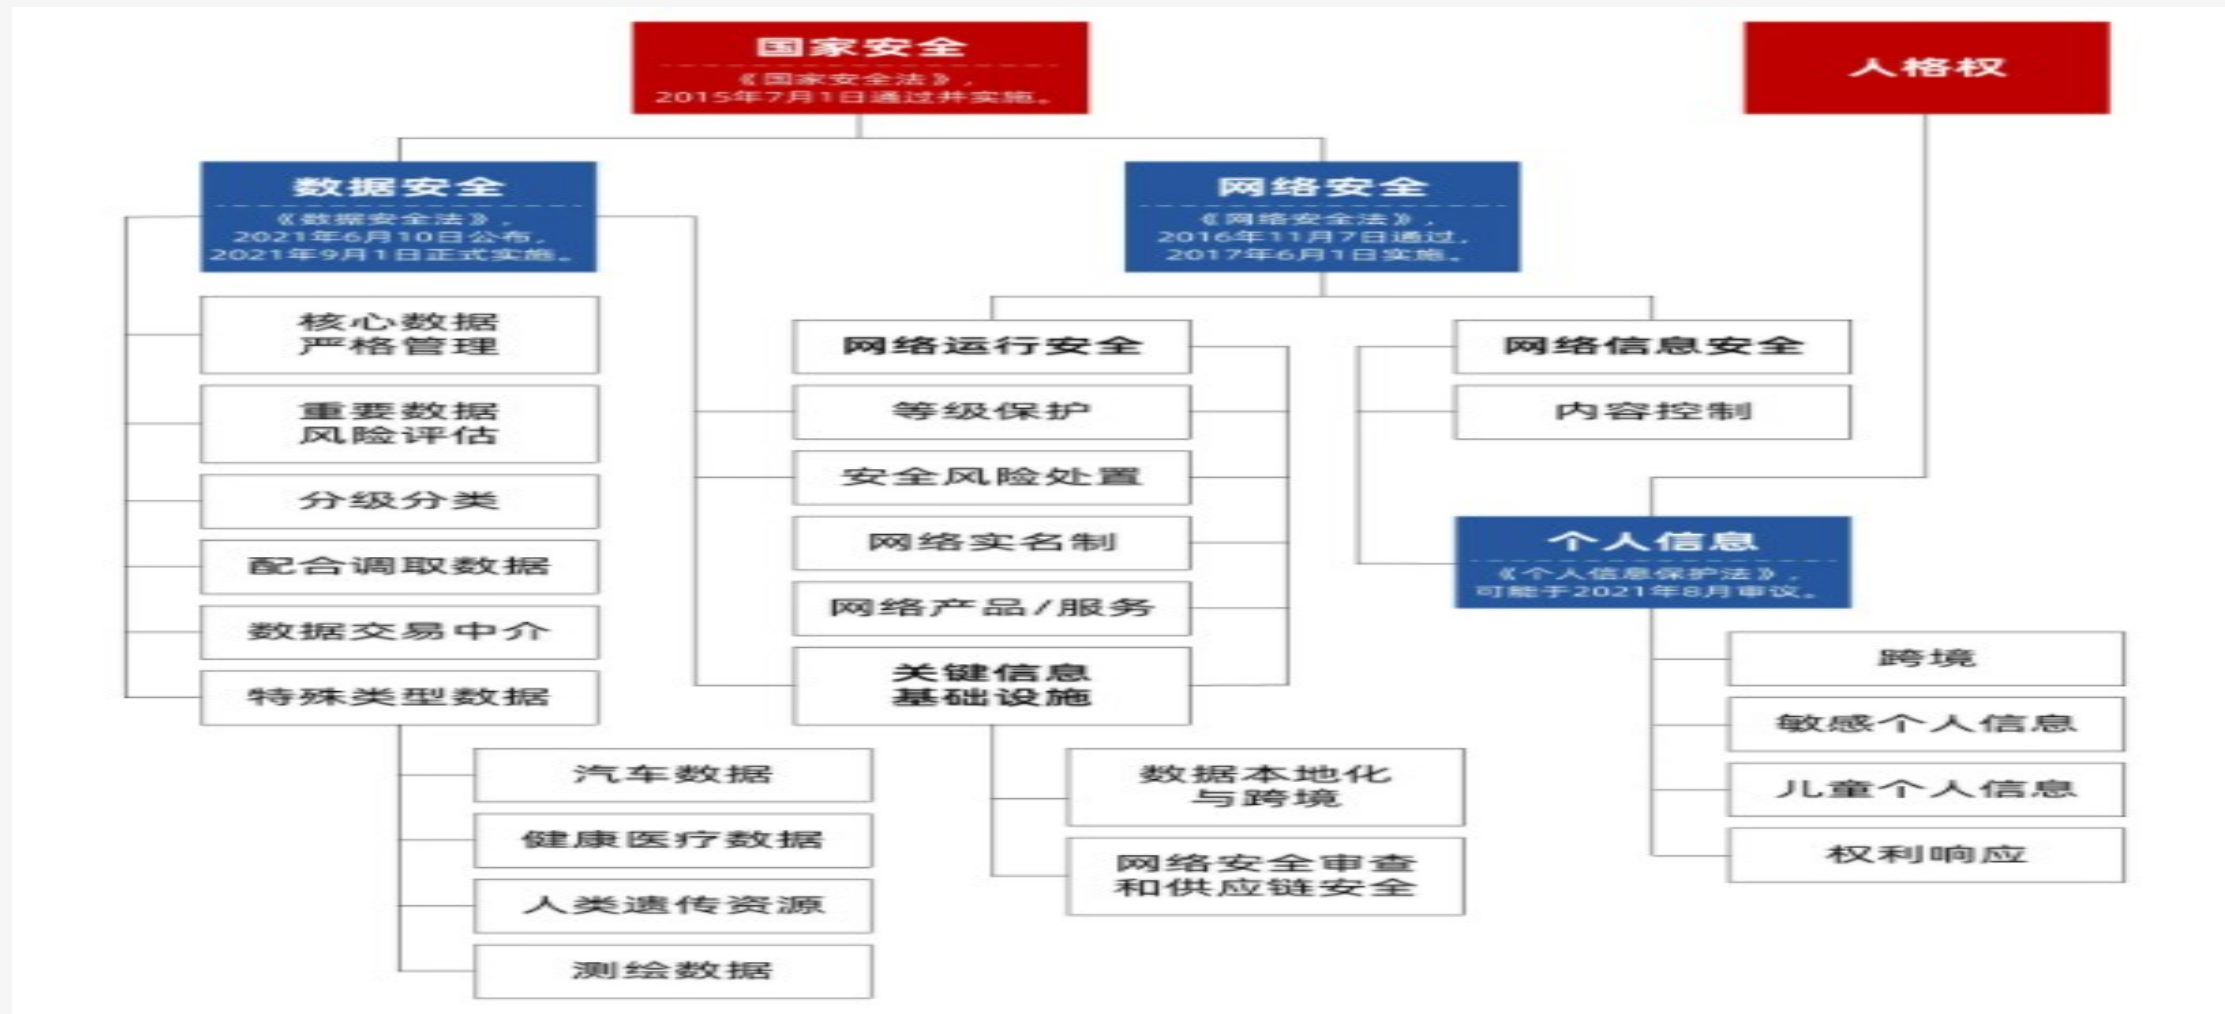 国家安全
《国家安全法》,
2015年7月1日通过并实施。
人格权
数据安全
《数据安全法》,
2021年6月10日公布,
2021年9月1日正式实施。
网络安全
《网络安全法》,
2016年11月7日通过,
2017年6月1日实施。
核心数据
严格管理
重要数据
风险评估
分级分类
配合调取数据
数据交易中介
特殊类型数据
汽车数据
健康医疗数据
人类遗传资源
测绘数据
网络运行安全
等级保护
安全风险处置
网络实名制
网络产品/服务
关键信息
基础设施
数据本地化
与跨境
网络安全审查
和供应链安全
网络信息安全
内容控制
个人信息
《个人信息保护法》,
可能于2021年8月审议。
跨境
敏感个人信息
儿童个人信息
权利响应